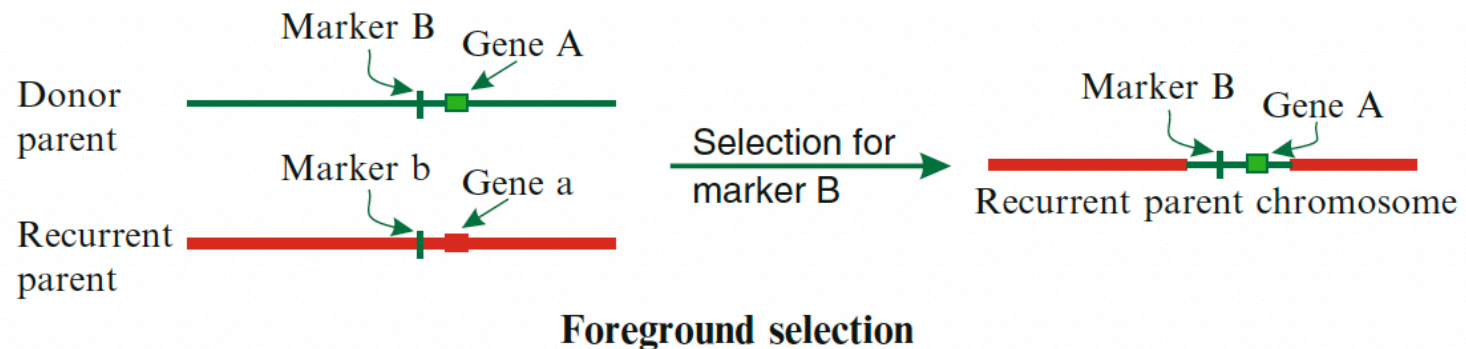 Marker B
Gene A
Donor
parent
Marker b
Gene a
Recurrent
parent
Selection for
marker B
Marker B
Gene A
Recurrent parent chromosome
Foreground selection